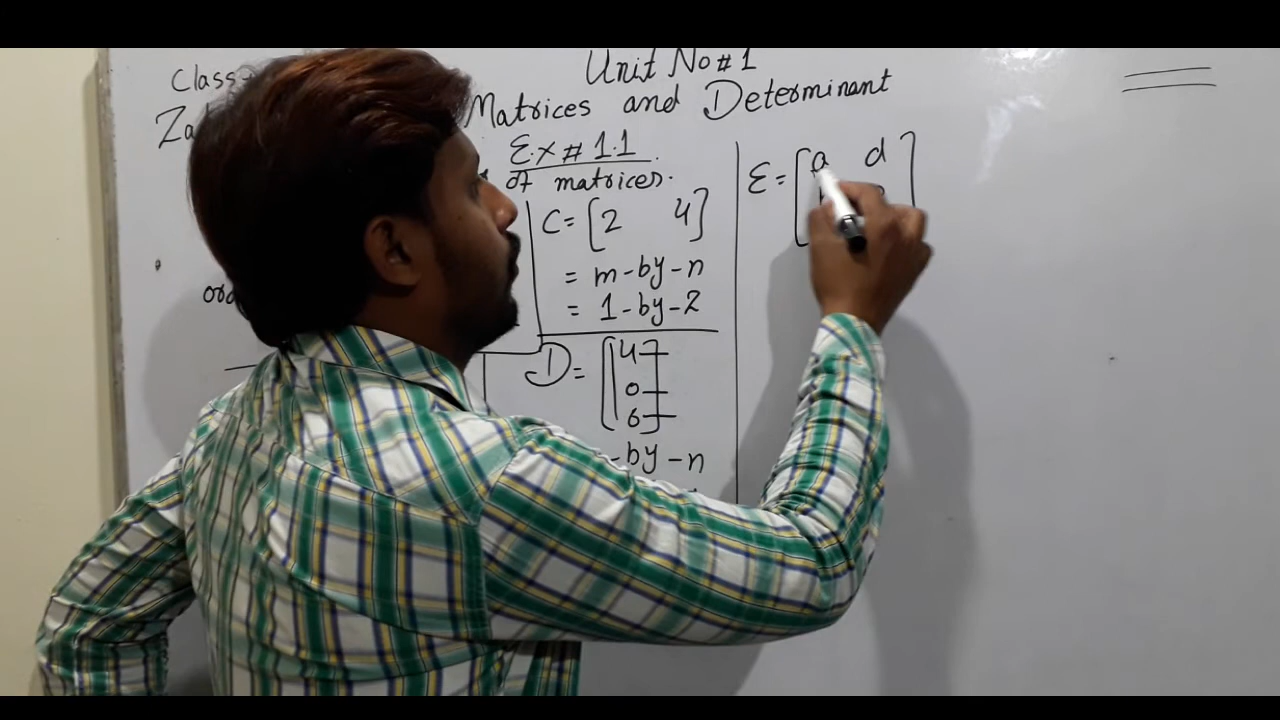 Unit No # 1
Class
Matrices and Determinant
Ex # 1.1
of matrices.
C = [2 4]
= m-by-n
= 1-by-2
D = [4
0
6]
-by-n
E = [a d